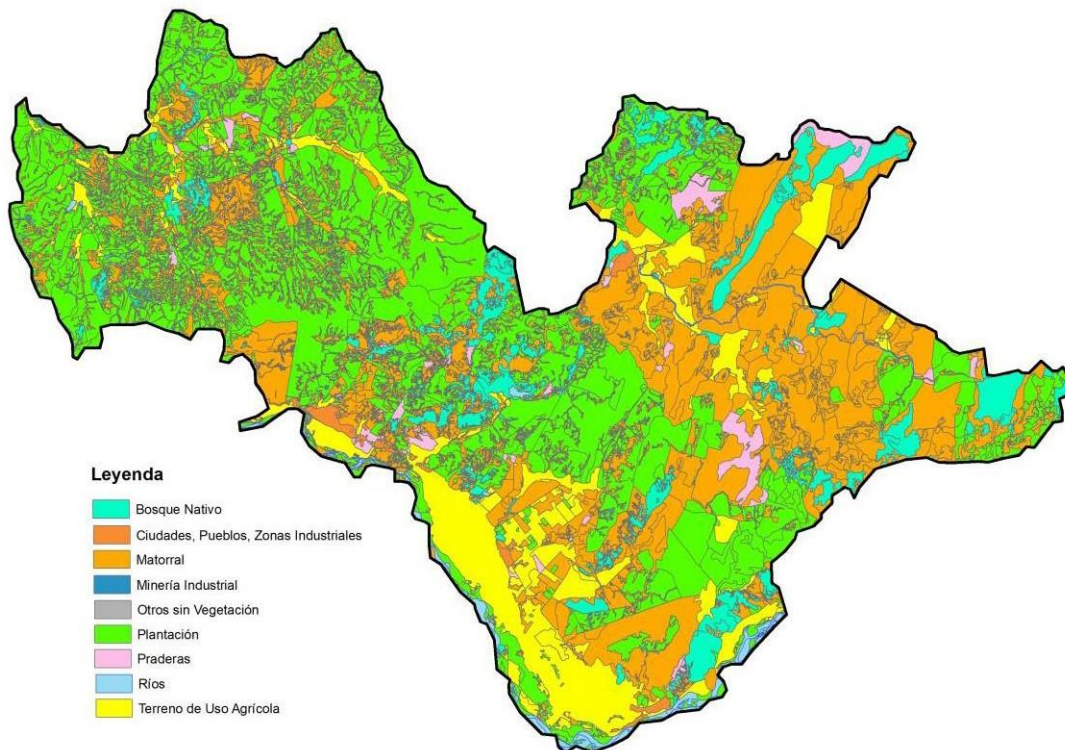 Leyenda
Bosque Nativo
Ciudades, Pueblos, Zonas Industriales
Matorral
Minería Industrial
Otros sin Vegetación
Plantación
Praderas
Ríos
Terreno de Uso Agrícola